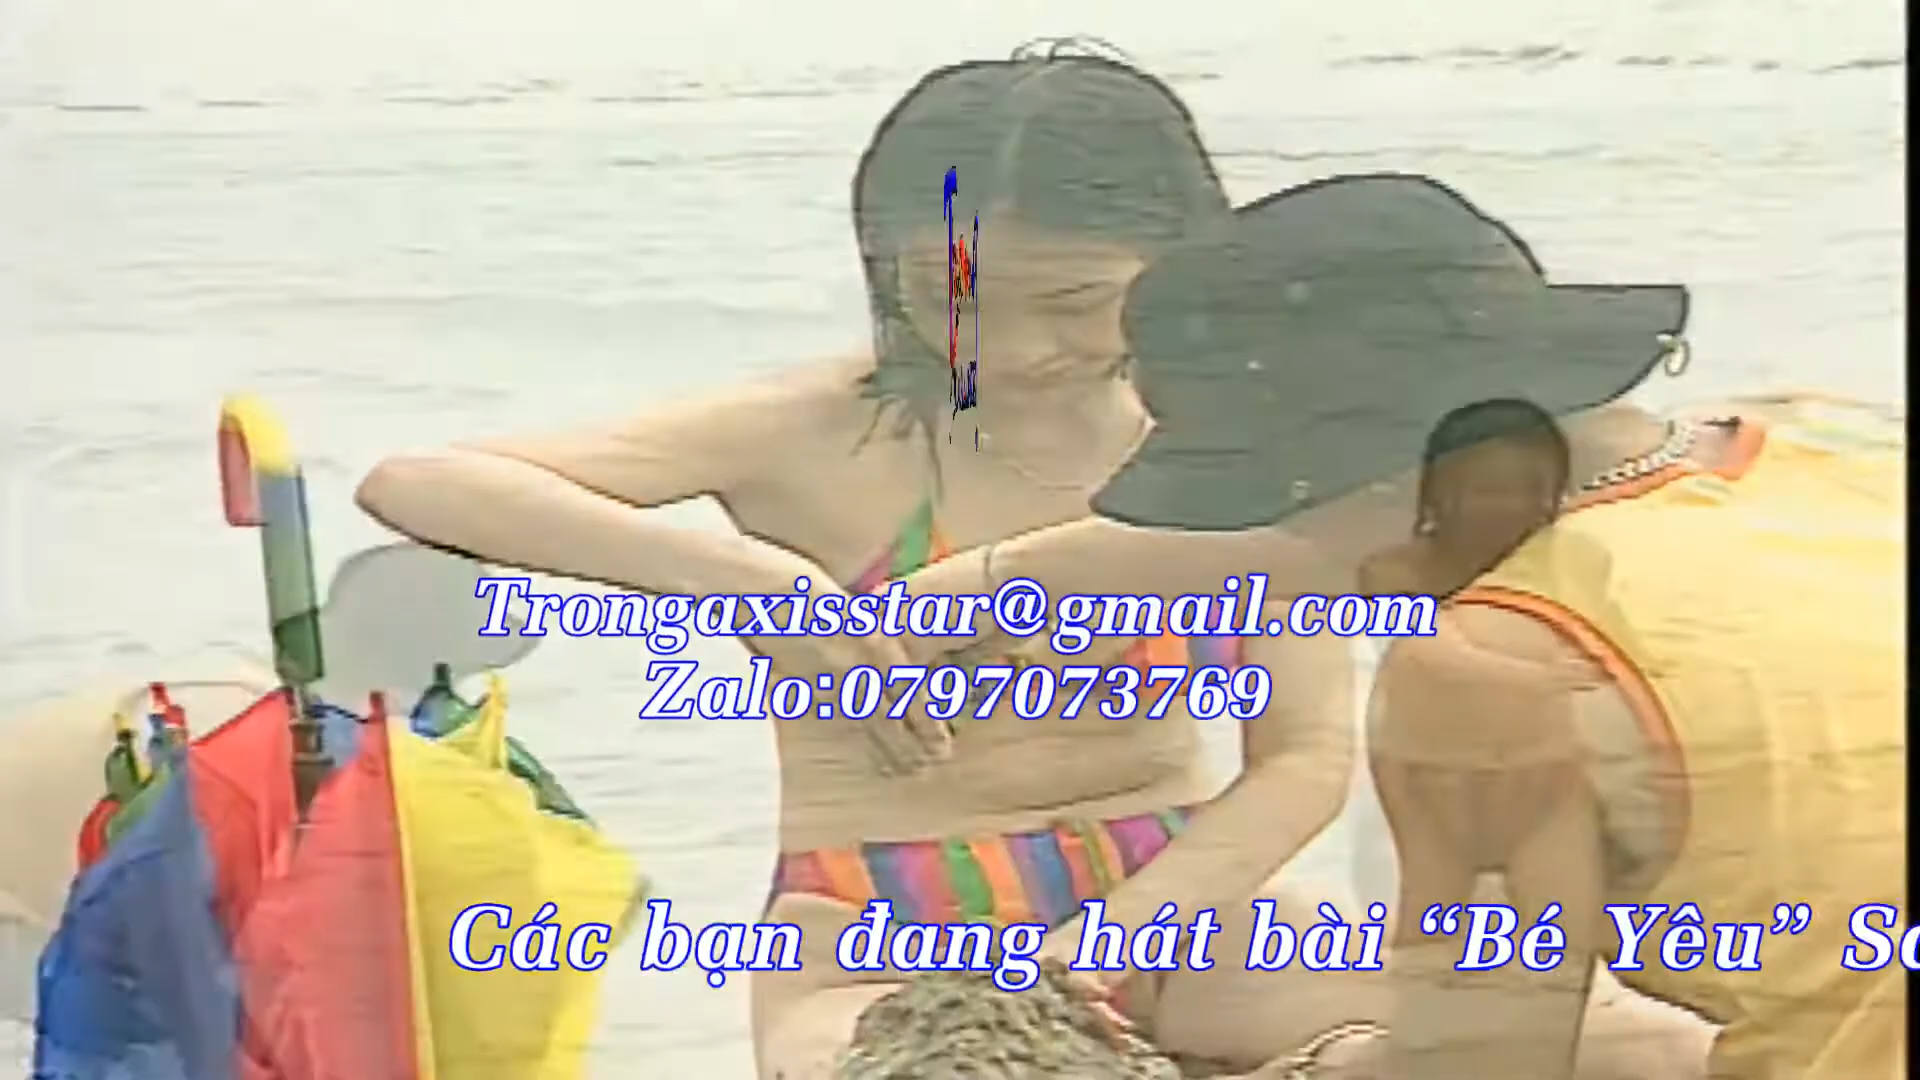 Trongaxisstar@gmail.com
Zalo:0797073769
Các bạn đang hát bài “Bé Yêu”